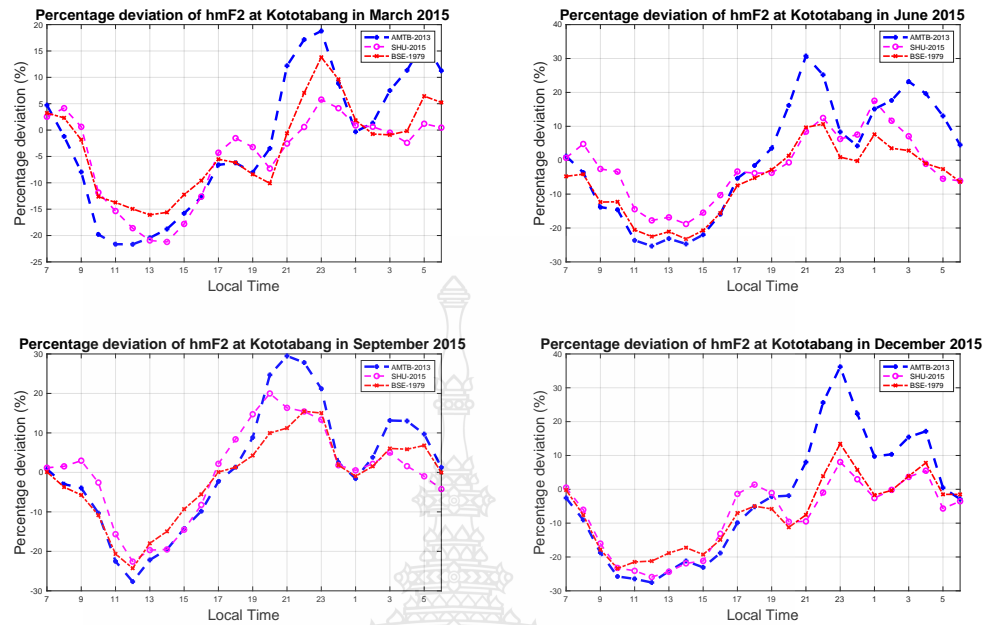 Percentage deviation of hmF2 at Kototabang in March 2015
20
15
10
5
0
-5
-10
-15
-20
-25
Percentage deviation (%)
7 9 11 13 15 17 19 21 23 1 3 5
Local Time
AMTB-2013
SHU-2015
BSE-1979
Percentage deviation of hmF2 at Kototabang in June 2015
40
30
20
10
0
-10
-20
-30
Percentage deviation (%)
7 9 11 13 15 17 19 21 23 1 3 5
Local Time
AMTB-2013
SHU-2015
BSE-1979
Percentage deviation of hmF2 at Kototabang in September 2015
30
20
10
0
-10
-20
-30
Percentage deviation (%)
7 9 11 13 15 17 19 21 23 1 3 5
Local Time
AMTB-2013
SHU-2015
BSE-1979
Percentage deviation of hmF2 at Kototabang in December 2015
40
30
20
10
0
-10
-20
-30
Percentage deviation (%)
7 9 11 13 15 17 19 21 23 1 3 5
Local Time
AMTB-2013
SHU-2015
BSE-1979